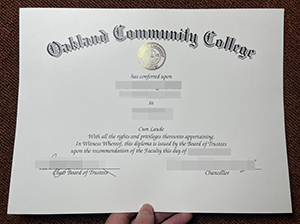 Oakland Community College
has conferred upon
in
Cum Laude
With all the rights and privileges thereunto appertaining.
In Witness Whereof, this diploma is issued by the Board of Trustees
upon the recommendation of the Faculty this day of
Chair Board of Trustees
Chancellor